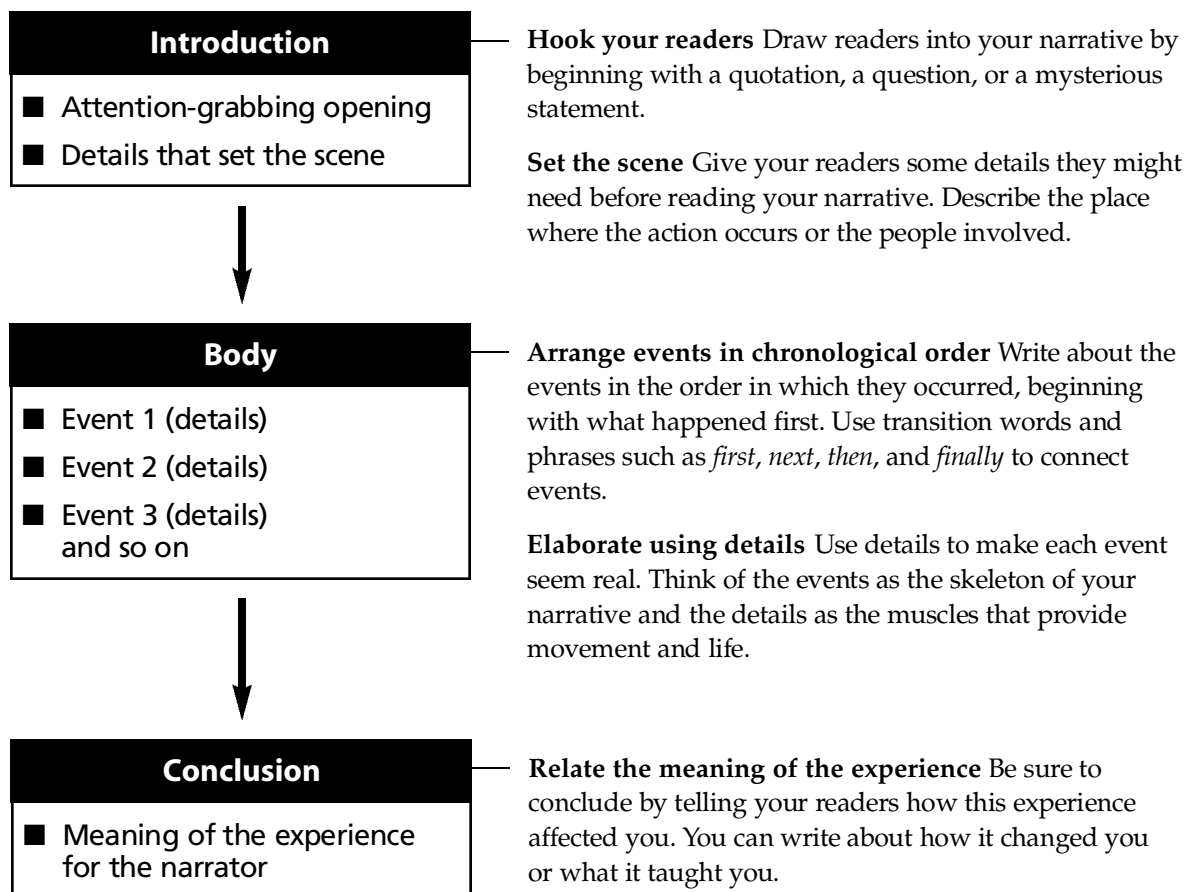 Introduction
■ Attention-grabbing opening
■ Details that set the scene
Hook your readers Draw readers into your narrative by
beginning with a quotation, a question, or a mysterious
statement.
Set the scene Give your readers some details they might
need before reading your narrative. Describe the place
where the action occurs or the people involved.
Body
■ Event 1 (details)
■ Event 2 (details)
■ Event 3 (details)
and so on
Arrange events in chronological order Write about the
events in the order in which they occurred, beginning
with what happened first. Use transition words and
phrases such as first, next, then, and finally to connect
events.
Elaborate using details Use details to make each event
seem real. Think of the events as the skeleton of your
narrative and the details as the muscles that provide
movement and life.
Conclusion
■ Meaning of the experience
for the narrator
Relate the meaning of the experience Be sure to
conclude by telling your readers how this experience
affected you. You can write about how it changed you
or what it taught you.